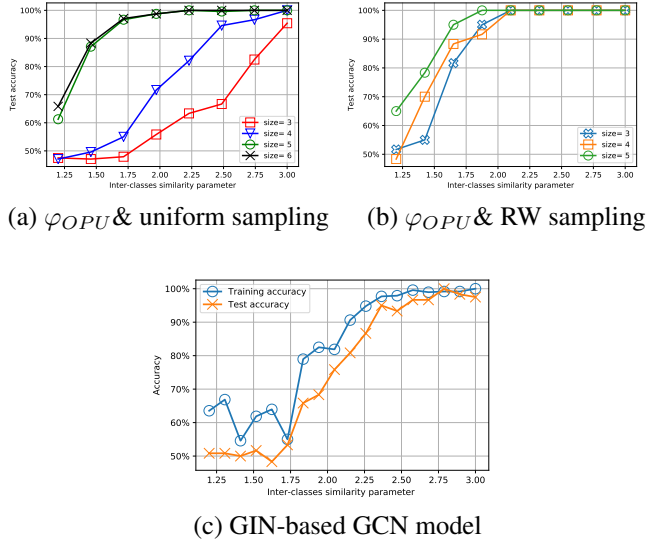 100%
90%
80%
70%
60%
50%
Test accuracy
1.25 1.50 1.75 2.00 2.25 2.50 2.75 3.00
Inter-classes similarity parameter
size= 3
size= 4
size= 5
size= 6
(a) φOPU& uniform sampling
100%
90%
80%
70%
60%
50%
Test accuracy
1.25 1.50 1.75 2.00 2.25 2.50 2.75 3.00
Inter-classes similarity parameter
size= 3
size= 4
size= 5
(b) φOPU& RW sampling
100%
90%
80%
70%
60%
50%
Accuracy
Training accuracy
Test accuracy
1.25 1.50 1.75 2.00 2.25 2.50 2.75 3.00
Inter-classes similarity parameter
(c) GIN-based GCN model